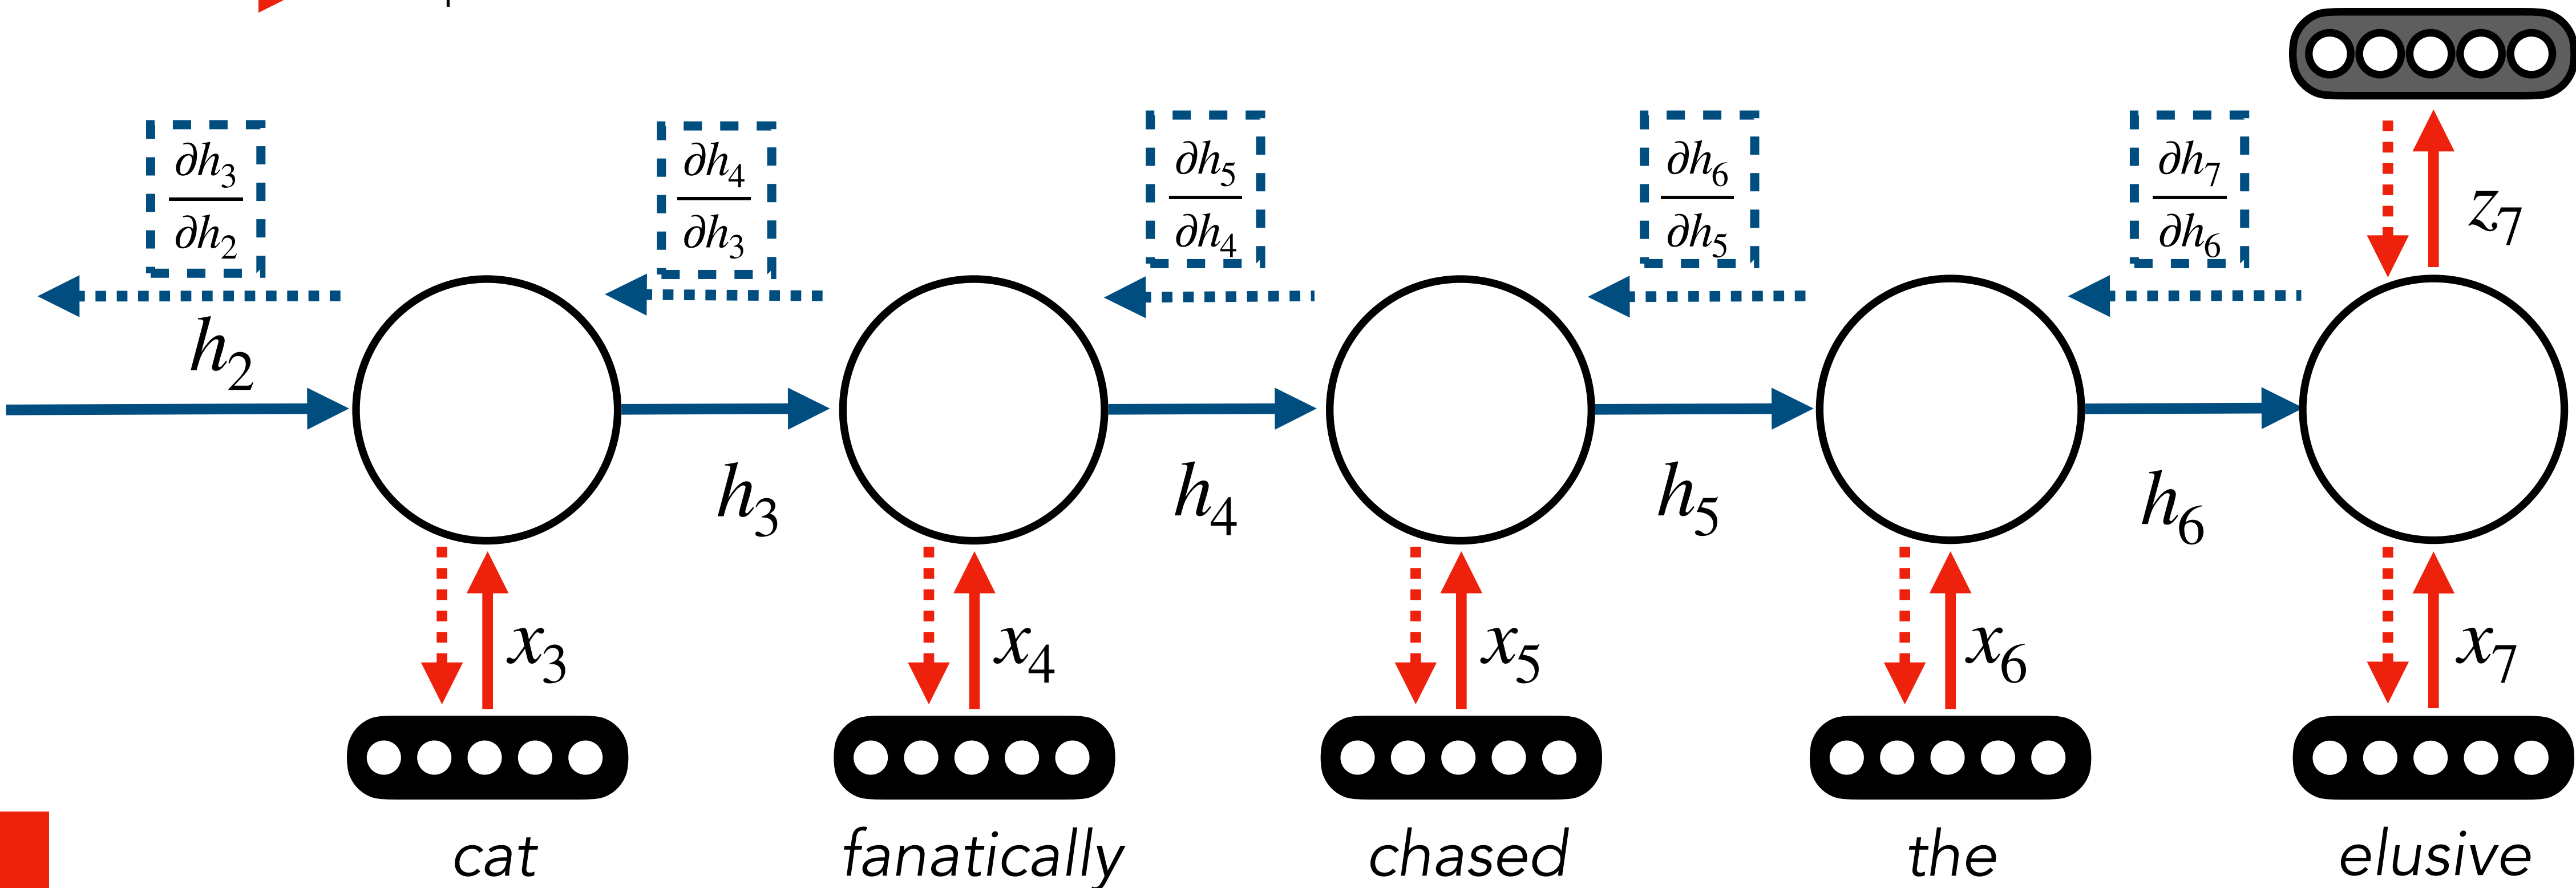 z₇
∂h₃/∂h₂ ∂h₄/∂h₃ ∂h₅/∂h₄ ∂h₆/∂h₅ ∂h₇/∂h₆
h₂
h₃ h₄ h₅ h₆
x₃ x₄ x₅ x₆ x₇
cat fanatically chased the elusive